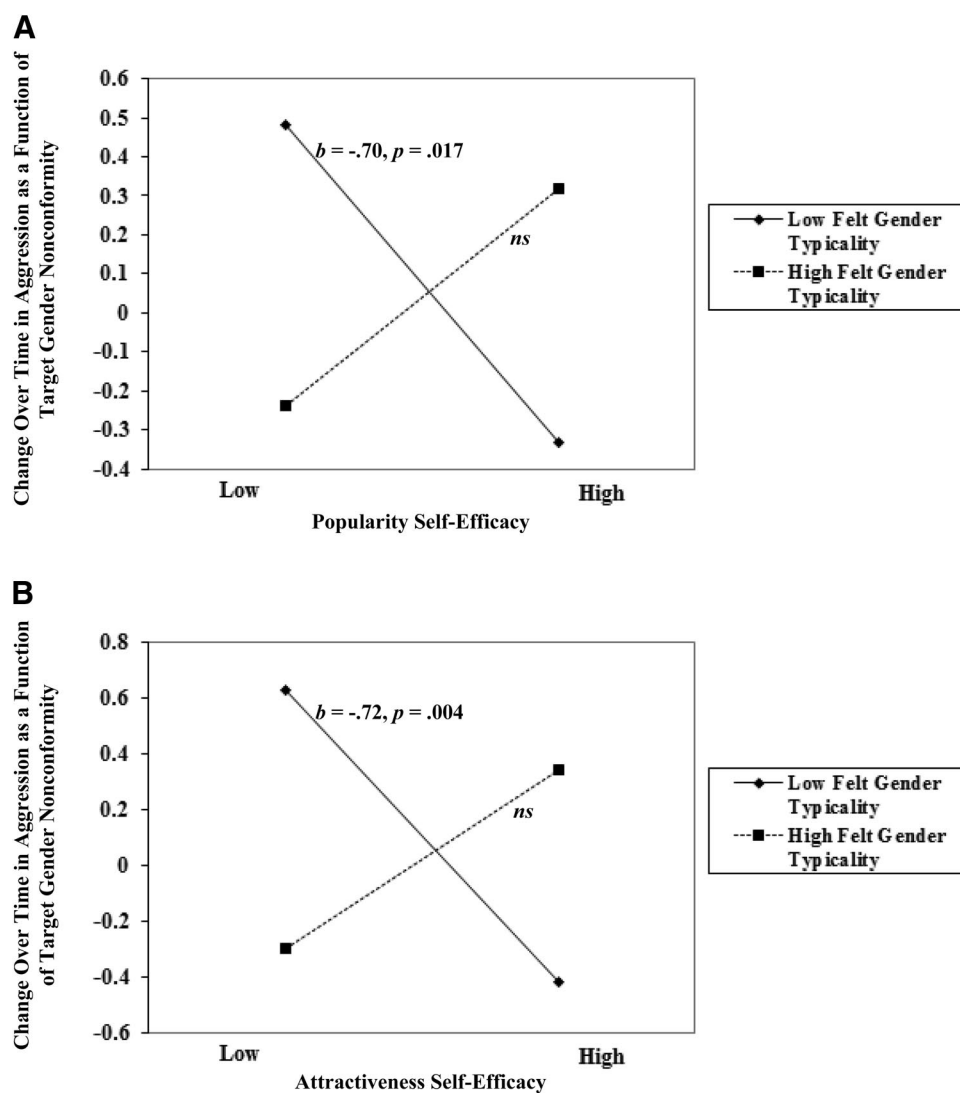 A
Change Over Time in Aggression as a Function of
Target Gender Nonconformity
0.6
0.5
0.4
0.3
0.2
0.1
0
-0.1
-0.2
-0.3
-0.4
b = -.70, p = .017
ns
Low
High
Popularity Self-Efficacy
Low Felt Gender
Typicality
High Felt Gender
Typicality
B
Change Over Time in Aggression as a Function
of Target Gender Nonconformity
0.8
0.6
0.4
0.2
0
-0.2
-0.4
-0.6
b = -.72, p = .004
ns
Low
High
Attractiveness Self-Efficacy
Low Felt Gender
Typicality
High Felt Gender
Typicality